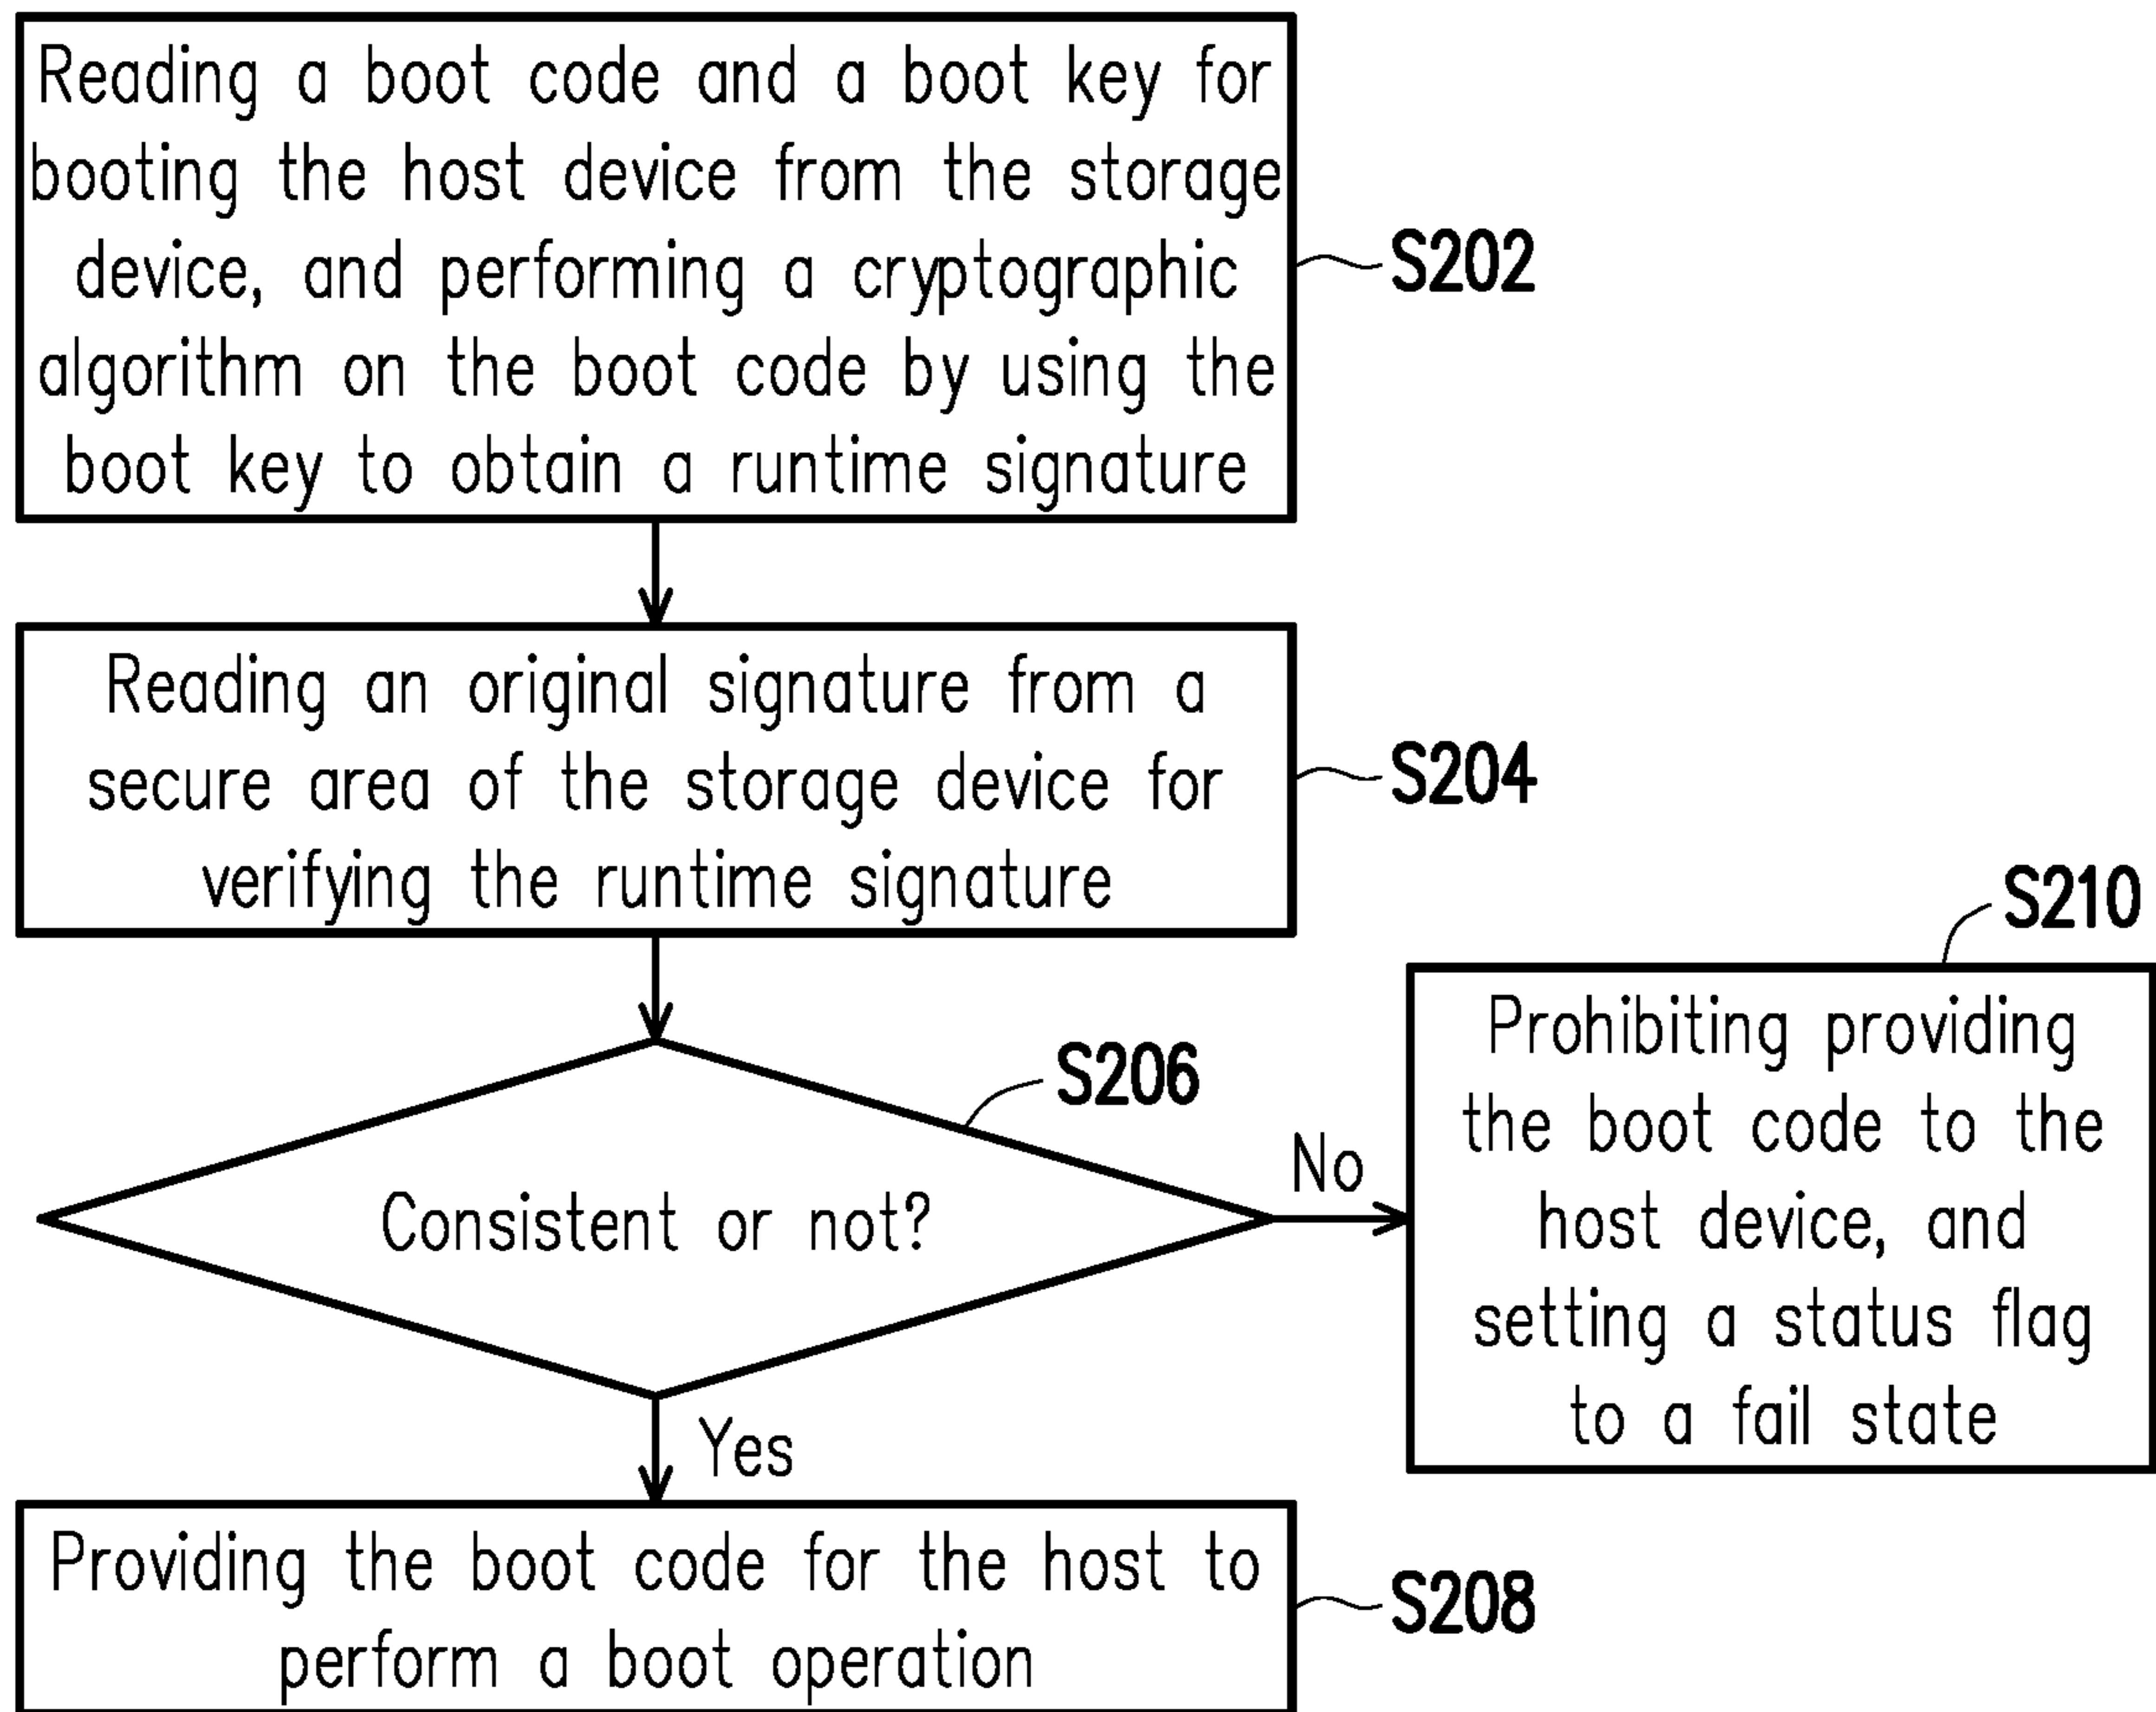 Reading a boot code and a boot key for
booting the host device from the storage
device, and performing a cryptographic
algorithm on the boot code by using the
boot key to obtain a runtime signature
S202
Reading an original signature from a
secure area of the storage device for
verifying the runtime signature
S204
S206
Consistent or not?
No
S210
Prohibiting providing
the boot code to the
host device, and
setting a status flag
to a fail state
Yes
Providing the boot code for the host to
perform a boot operation
S208